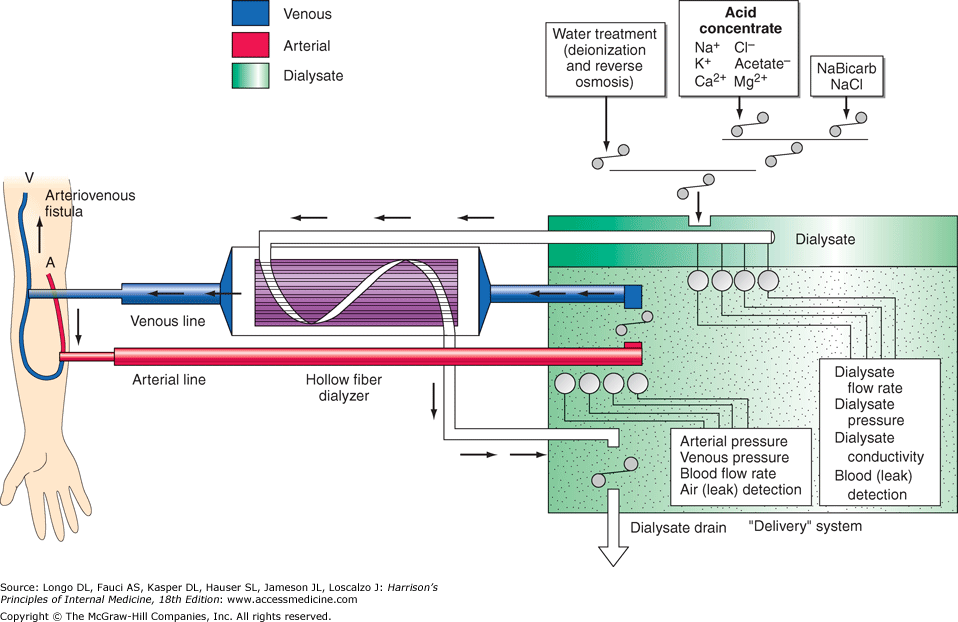 Venous
Arterial
Dialysate
Water treatment
(deionization
and reverse
osmosis)
Acid
concentrate
Na⁺ Cl⁻
K⁺ Acetate⁻
Ca²⁺ Mg²⁺
NaBicarb
NaCl
V
Arteriovenous
fistula
A
Venous line
Arterial line
Hollow fiber
dialyzer
Dialysate
Dialysate
flow rate
Dialysate
pressure
Dialysate
conductivity
Blood (leak)
detection
Arterial pressure
Venous pressure
Blood flow rate
Air (leak) detection
Dialysate drain
"Delivery" system
Source: Longo DL, Fauci AS, Kasper DL, Hauser SL, Jameson JL, Loscalzo J: Harrison's
Principles of Internal Medicine, 18th Edition: www.accessmedicine.com
Copyright © The McGraw-Hill Companies, Inc. All rights reserved.